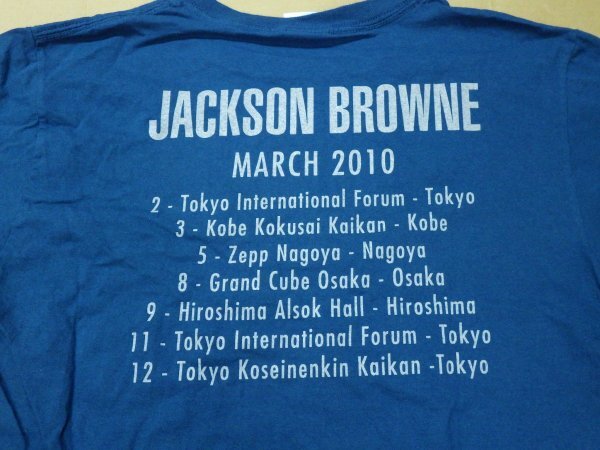 JACKSON BROWNE
MARCH 2010
2 - Tokyo International Forum - Tokyo
3 - Kobe Kokusai Kaikan - Kobe
5 - Zepp Nagoya - Nagoya
8 - Grand Cube Osaka - Osaka
9 - Hiroshima Alsok Hall - Hiroshima
11 - Tokyo International Forum - Tokyo
12 - Tokyo Koseinenkin Kaikan -Tokyo